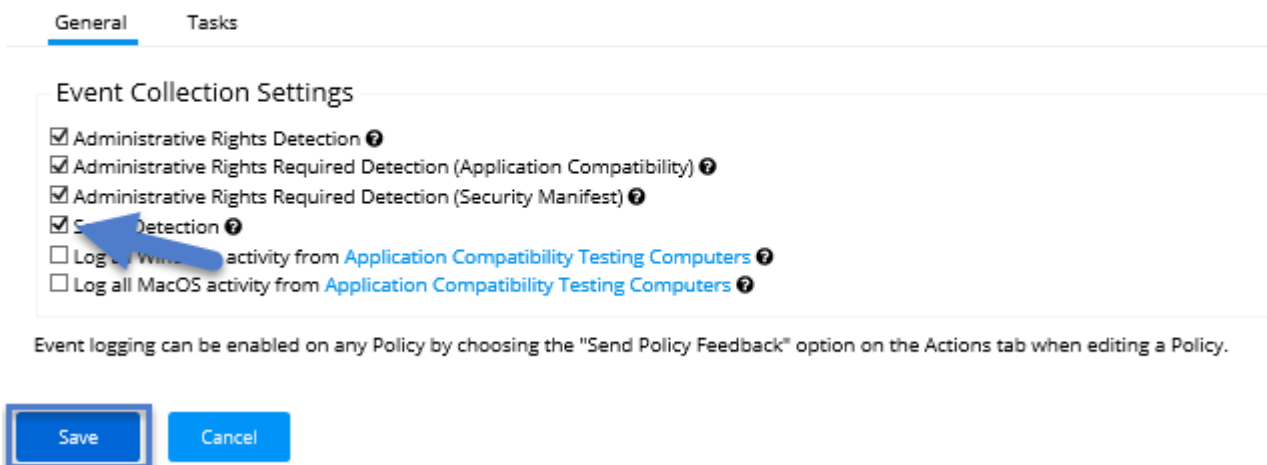 General Tasks
Event Collection Settings
Administrative Rights Detection
Administrative Rights Required Detection (Application Compatibility)
Administrative Rights Required Detection (Security Manifest)
Detection
Log activity from Application Compatibility Testing Computers
Log all MacOS activity from Application Compatibility Testing Computers
Event logging can be enabled on any Policy by choosing the "Send Policy Feedback" option on the Actions tab when editing a Policy.
Save Cancel